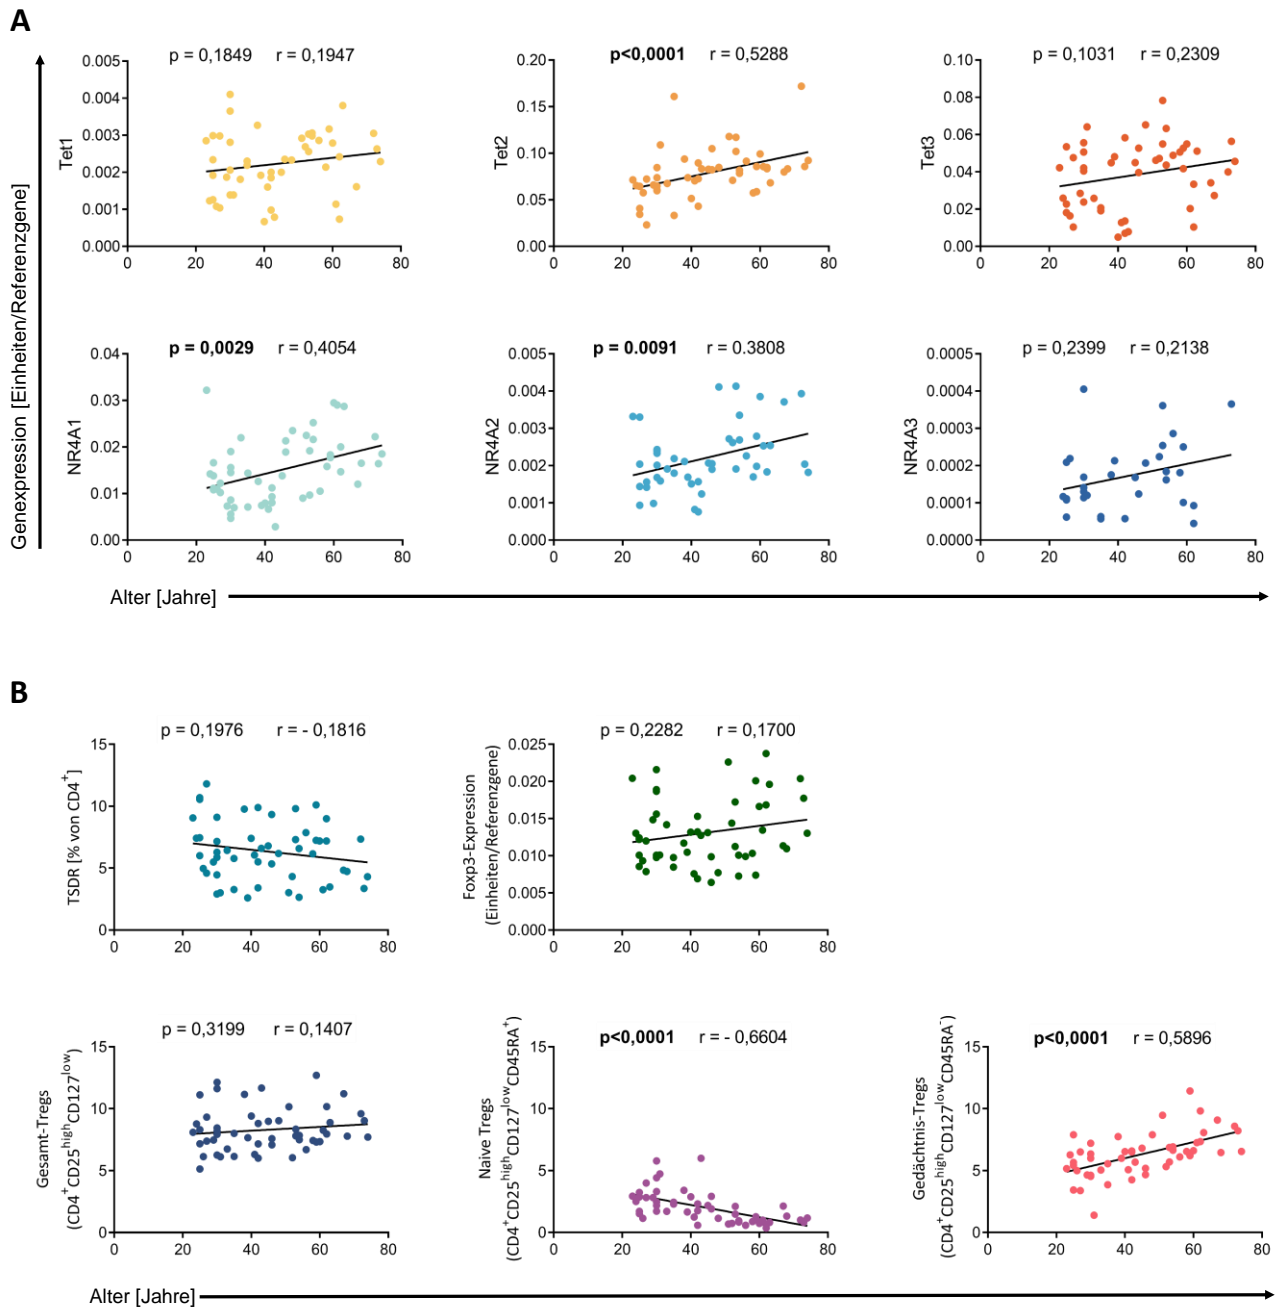 A
p = 0,1849 r = 0,1947
p<0,0001 r = 0,5288
p = 0,1031 r = 0,2309
0.005
0.004
0.003
0.002
0.001
0.000
Tet1
0 20 40 60 80
0.20
0.15
0.10
0.05
0.00
Tet2
0 20 40 60 80
0.10
0.08
0.06
0.04
0.02
0.00
Tet3
0 20 40 60 80
Genexpression [Einheiten/Referenzgene]
p = 0,0029 r = 0,4054
p = 0.0091 r = 0.3808
p = 0,2399 r = 0,2138
0.04
0.03
0.02
0.01
0.00
NR4A1
0 20 40 60 80
0.005
0.004
0.003
0.002
0.001
0.000
NR4A2
0 20 40 60 80
0.0005
0.0004
0.0003
0.0002
0.0001
0.0000
NR4A3
0 20 40 60 80
Alter [Jahre]
B
p = 0,1976 r = - 0,1816
p = 0,2282 r = 0,1700
15
10
5
0
TSDR [% von CD4⁺]
0 20 40 60 80
0.025
0.020
0.015
0.010
0.005
0.000
Foxp3-Expression
(Einheiten/Referenzgene)
0 20 40 60 80
p = 0,3199 r = 0,1407
p<0,0001 r = - 0,6604
p<0,0001 r = 0,5896
15
10
5
0
Gesamt-Tregs
(CD4⁺CD25ʰⁱᵍʰCD127ˡᵒʷ)
0 20 40 60 80
15
10
5
0
Naive Tregs
(CD4⁺CD25ʰⁱᵍʰCD127ˡᵒʷCD45RA⁺)
0 20 40 60 80
15
10
5
0
Gedächtnis-Tregs
(CD4⁺CD25ʰⁱᵍʰCD127ˡᵒʷCD45RA⁻)
0 20 40 60 80
Alter [Jahre]